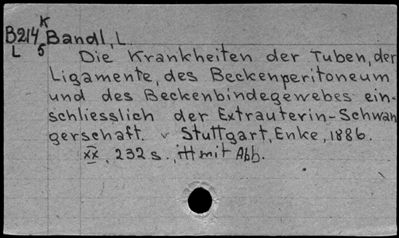 K
B214 Bandl, L.
L 5
Die Krankheiten der Tuben, der
Ligamente, des Beckenperitoneum
und des Beckenbindegewebes ein-
schliesslich der Extrauterin-Schwan
gerschaft. Stuttgart, Enke, 1886.
xx, 232 s., mit Abb.